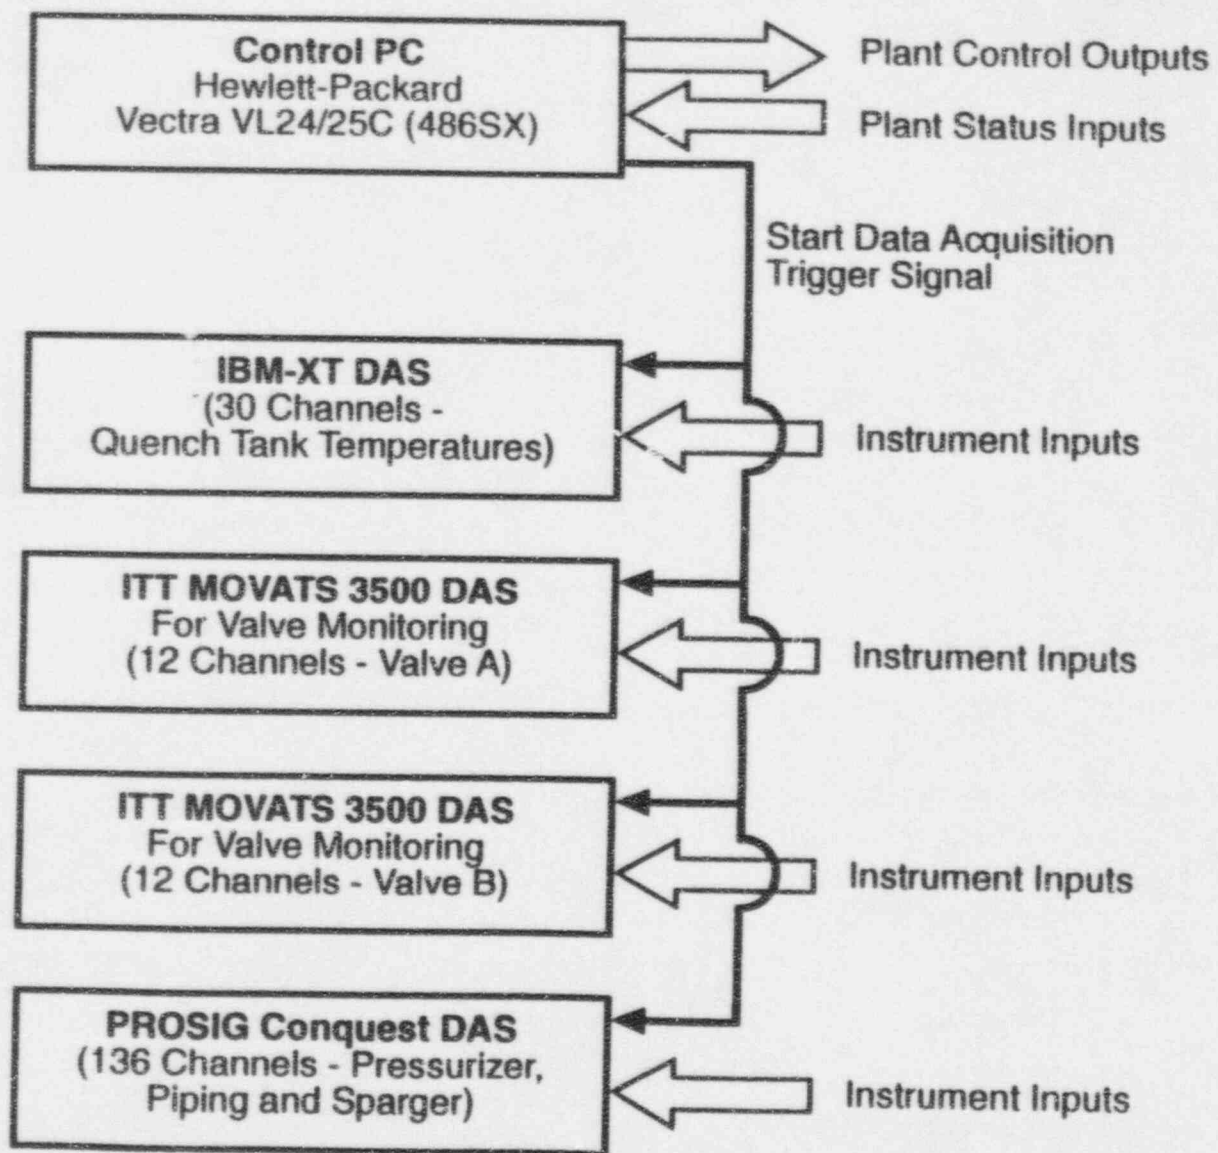 Control PC
Hewlett-Packard
Vectra VL24/25C (486SX)
Plant Control Outputs
Plant Status Inputs
Start Data Acquisition
Trigger Signal
IBM-XT DAS
(30 Channels -
Quench Tank Temperatures)
Instrument Inputs
ITT MOVATS 3500 DAS
For Valve Monitoring
(12 Channels - Valve A)
Instrument Inputs
ITT MOVATS 3500 DAS
For Valve Monitoring
(12 Channels - Valve B)
Instrument Inputs
PROSIG Conquest DAS
(136 Channels - Pressurizer,
Piping and Sparger)
Instrument Inputs